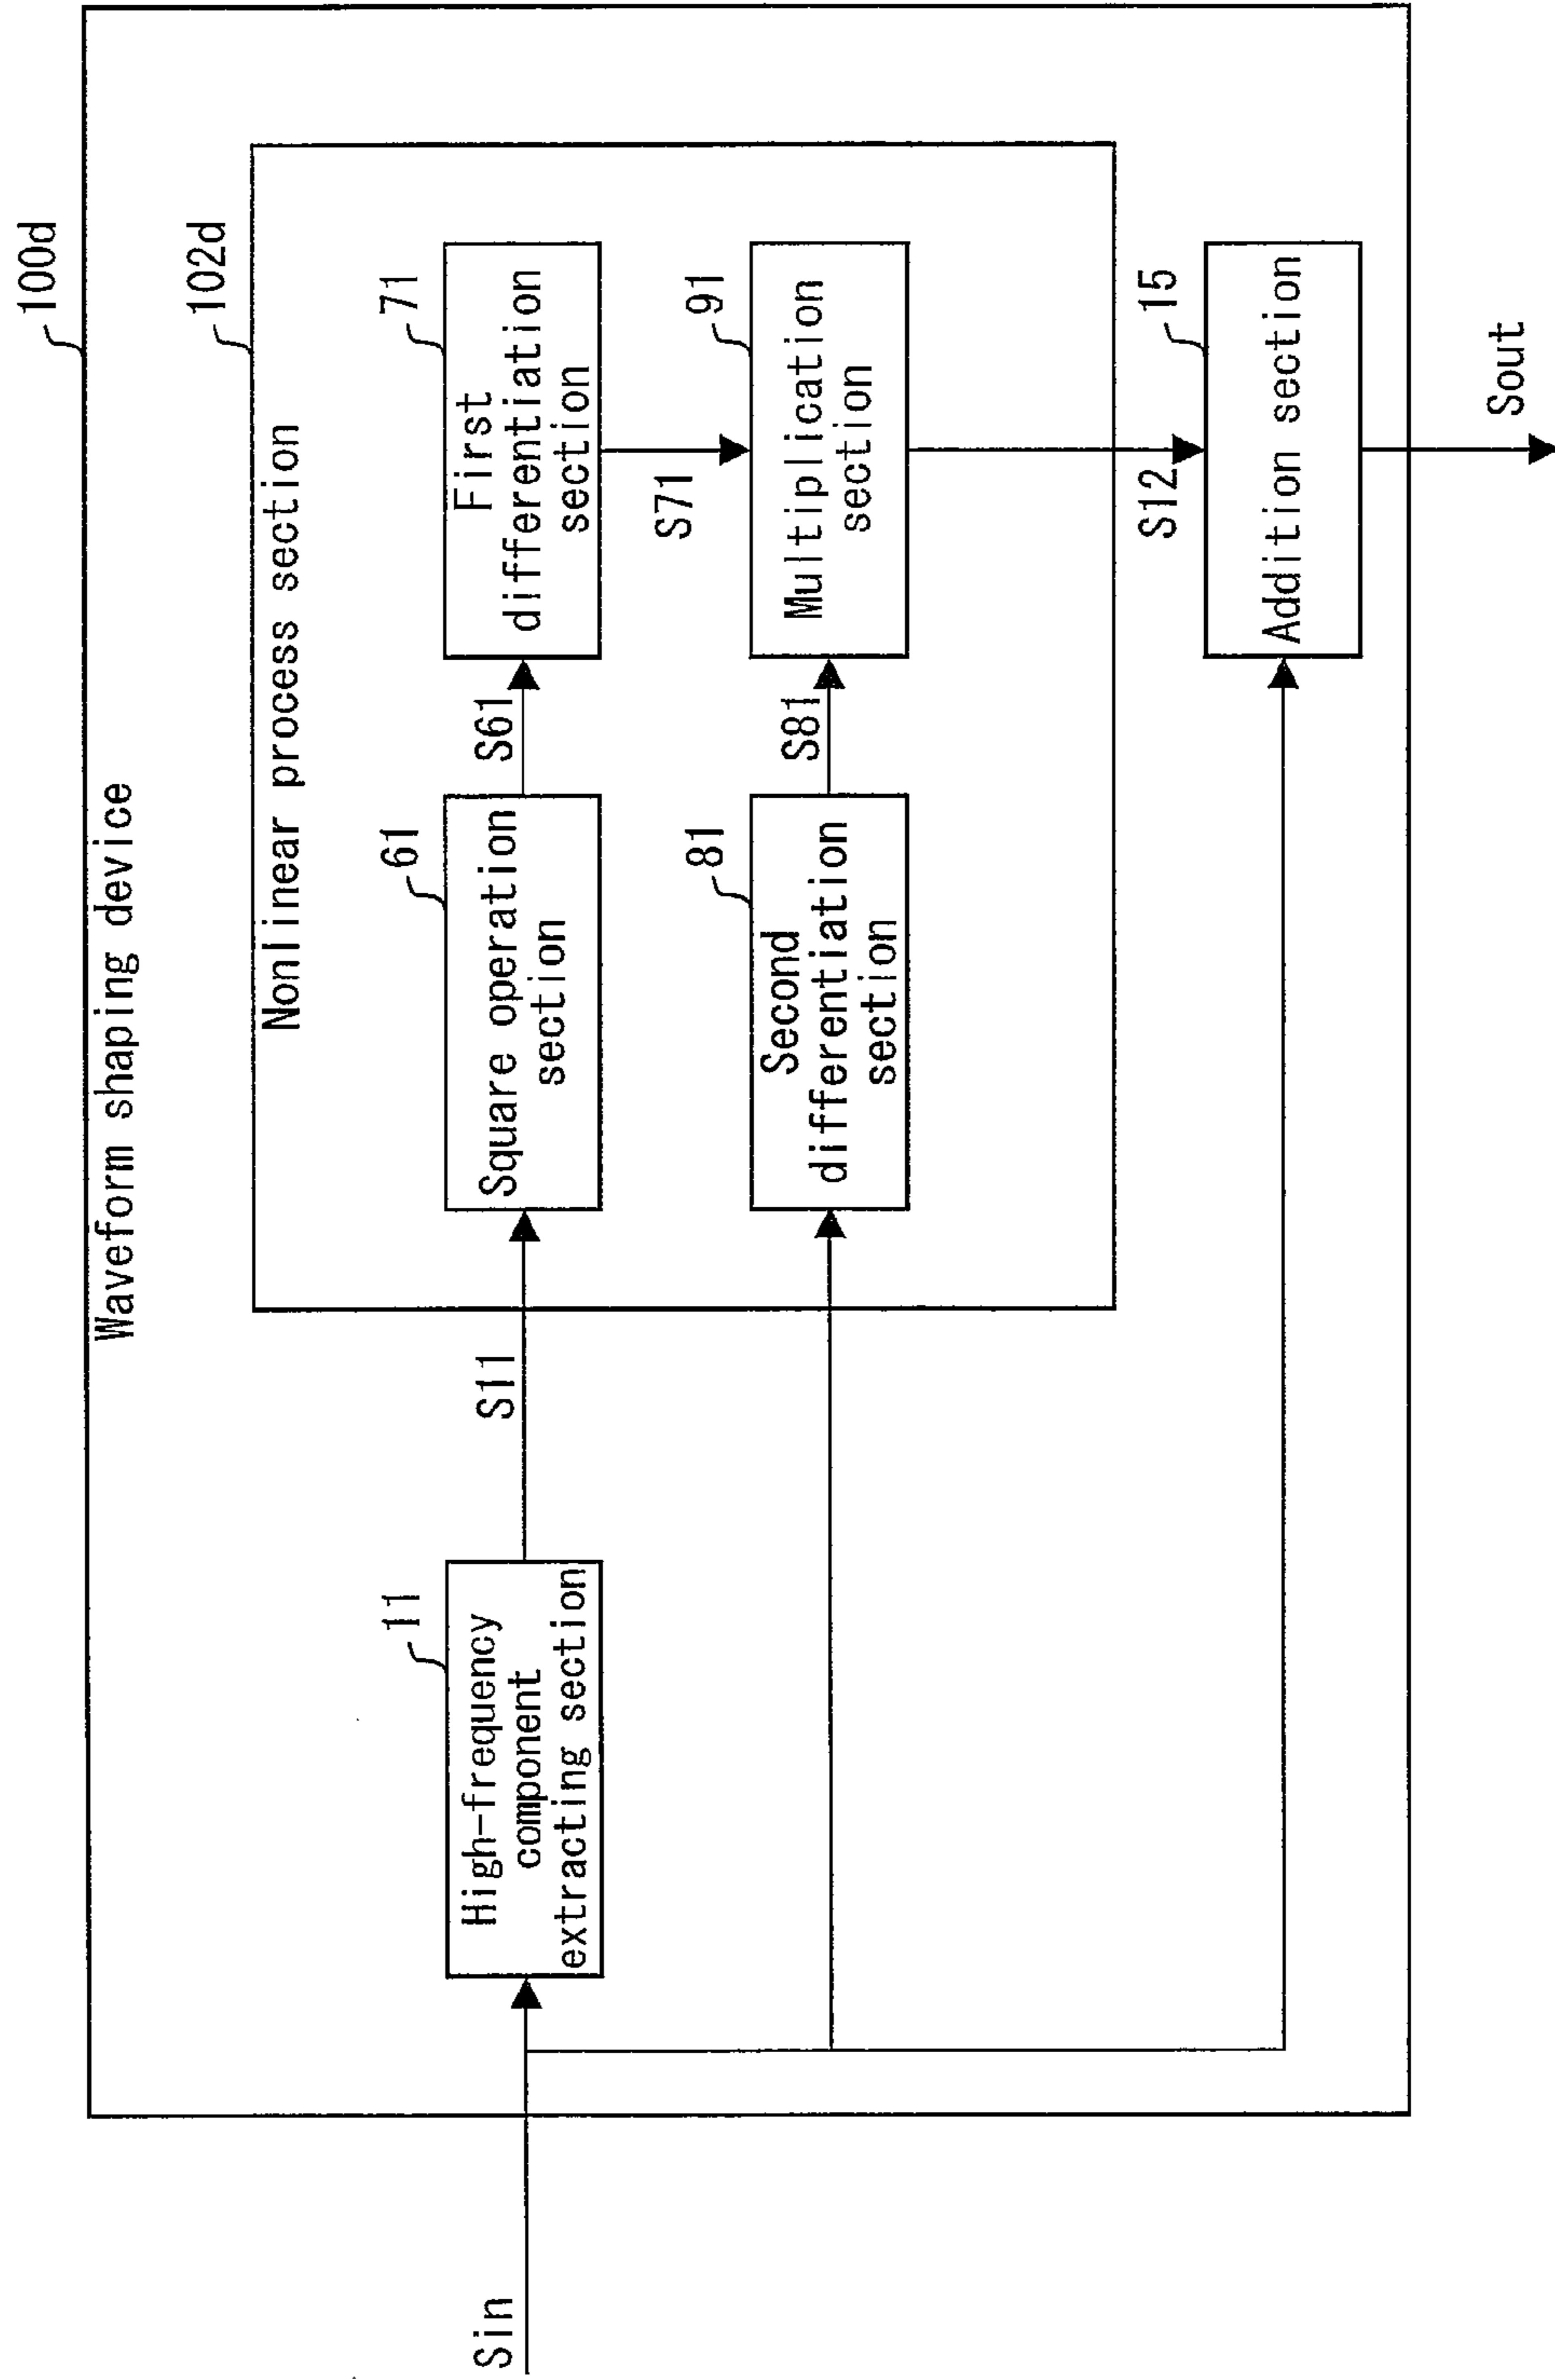 100d
Waveform shaping device
102d
Nonlinear process section
11
High-frequency
component
extracting section
S11
61
Square operation
section
S61
71
First
differentiation
section
S71
81
Second
differentiation
section
S81
91
Multiplication
section
S12
15
Addition section
Sin
Sout